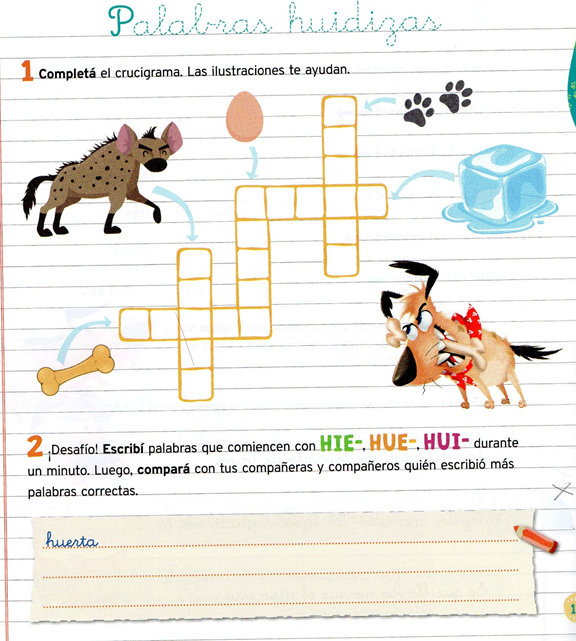 Palabras huidizas
1 Completá el crucigrama. Las ilustraciones te ayudan.
2 ¡Desafío! Escribí palabras que comiencen con HIE-, HUE-, HUI- durante
un minuto. Luego, compará con tus compañeras y compañeros quién escribió más
palabras correctas.
huerta
1